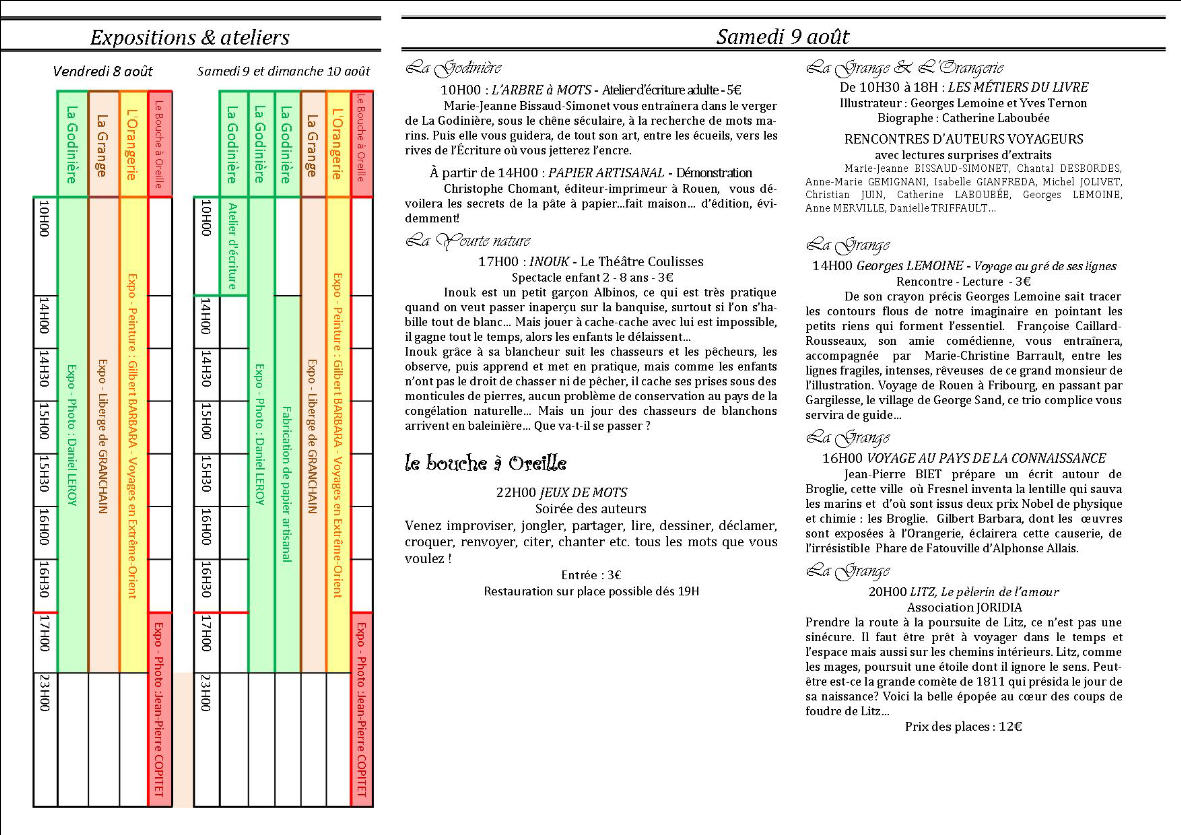 Expositions & ateliers
Vendredi 8 août
La Godinière
La Grange
L'Orangerie
Le Bouche à Oreille
10H00
14H00
14H30
15H00
15H30
16H00
16H30
17H00
23H00
Expo - Photo : Daniel LEROY
Expo - Liberge de GRANCHAIN
Expo - Peinture : Gilbert BARBARA - Voyages en Extrême-Orient
Expo - Photo :Jean-Pierre COPITET
Samedi 9 et dimanche 10 août
La Godinière
La Godinière
La Godinière
La Grange
L'Orangerie
Le Bouche à Oreille
10H00
14H00
14H30
15H00
15H30
16H00
16H30
17H00
23H00
Atelier d'écriture
Expo - Photo : Daniel LEROY
Fabrication de papier artisanal
Expo - Liberge de GRANCHAIN
Expo - Peinture : Gilbert BARBARA - Voyages en Extrême-Orient
Expo - Photo :Jean-Pierre COPITET
Samedi 9 août
La Godinière
10H00 : L'ARBRE à MOTS - Atelier d'écriture adulte - 5€
Marie-Jeanne Bissaud-Simonet vous entraînera dans le verger
de La Godinière, sous le chêne séculaire, à la recherche de mots ma-
rins. Puis elle vous guidera, de tout son art, entre les écueils, vers les
rives de l'Écriture où vous jetterez l'encre.
À partir de 14H00 : PAPIER ARTISANAL - Démonstration
Christophe Chomant, éditeur-imprimeur à Rouen, vous dé-
voilera les secrets de la pâte à papier...fait maison... d'édition, évi-
demment!
La Yourte nature
17H00 : INOUK - Le Théâtre Coulisses
Spectacle enfant 2 - 8 ans - 3€
Inouk est un petit garçon Albinos, ce qui est très pratique
quand on veut passer inaperçu sur la banquise, surtout si l'on s'ha-
bille tout de blanc... Mais jouer à cache-cache avec lui est impossible,
il gagne tout le temps, alors les enfants le délaissent...
Inouk grâce à sa blancheur suit les chasseurs et les pêcheurs, les
observe, puis apprend et met en pratique, mais comme les enfants
n'ont pas le droit de chasser ni de pêcher, il cache ses prises sous des
monticules de pierres, aucun problème de conservation au pays de la
congélation naturelle... Mais un jour des chasseurs de blanchons
arrivent en baleinière... Que va-t-il se passer ?
le bouche à Oreille
22H00 JEUX DE MOTS
Soirée des auteurs
Venez improviser, jongler, partager, lire, dessiner, déclamer,
croquer, renvoyer, citer, chanter etc. tous les mots que vous
voulez !
Entrée : 3€
Restauration sur place possible dés 19H
La Grange & L'Orangerie
De 10H30 à 18H : LES MÉTIERS DU LIVRE
Illustrateur : Georges Lemoine et Yves Ternon
Biographe : Catherine Laboubée
RENCONTRES D'AUTEURS VOYAGEURS
avec lectures surprises d'extraits
Marie-Jeanne BISSAUD-SIMONET, Chantal DESBORDES,
Anne-Marie GEMIGNANI, Isabelle GIANFREDA, Michel JOLIVET,
Christian JUIN, Catherine LABOUBÉE, Georges LEMOINE,
Anne MERVILLE, Danielle TRIFFAULT...
La Grange
14H00 Georges LEMOINE - Voyage au gré de ses lignes
Rencontre - Lecture - 3€
De son crayon précis Georges Lemoine sait tracer
les contours flous de notre imaginaire en pointant les
petits riens qui forment l'essentiel. Françoise Caillard-
Rousseaux, son amie comédienne, vous entraînera,
accompagnée par Marie-Christine Barrault, entre les
lignes fragiles, intenses, rêveuses de ce grand monsieur de
l'illustration. Voyage de Rouen à Fribourg, en passant par
Gargilesse, le village de George Sand, ce trio complice vous
servira de guide...
La Grange
16H00 VOYAGE AU PAYS DE LA CONNAISSANCE
Jean-Pierre BIET prépare un écrit autour de
Broglie, cette ville où Fresnel inventa la lentille qui sauva
les marins et d'où sont issus deux prix Nobel de physique
et chimie : les Broglie. Gilbert Barbara, dont les œuvres
sont exposées à l'Orangerie, éclairera cette causerie, de
l'irrésistible Phare de Fatouville d'Alphonse Allais.
La Grange
20H00 LITZ, Le pèlerin de l'amour
Association JORIDIA
Prendre la route à la poursuite de Litz, ce n'est pas une
sinécure. Il faut être prêt à voyager dans le temps et
l'espace mais aussi sur les chemins intérieurs. Litz, comme
les mages, poursuit une étoile dont il ignore le sens. Peut-
être est-ce la grande comète de 1811 qui présida le jour de
sa naissance? Voici la belle épopée au cœur des coups de
foudre de Litz...
Prix des places : 12€